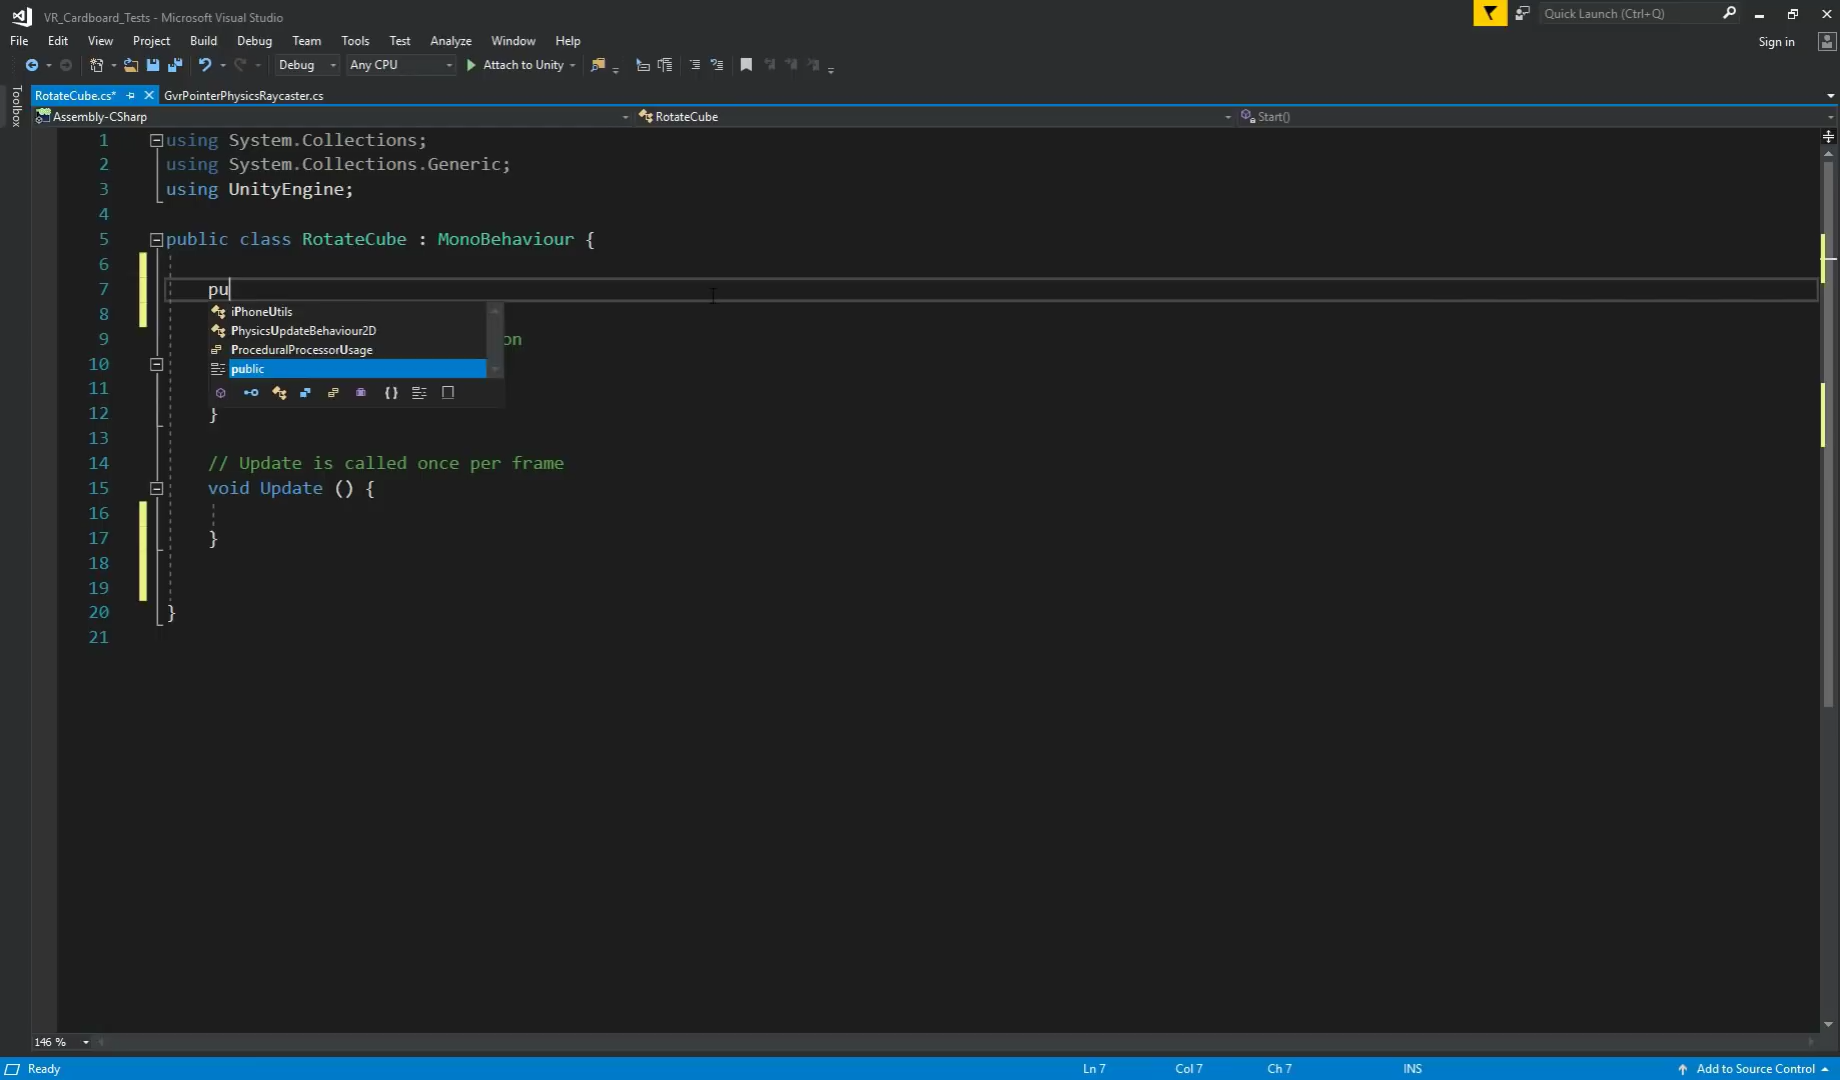 VR_Cardboard_Tests - Microsoft Visual Studio
Quick Launch (Ctrl+Q)
File Edit View Project Build Debug Team Tools Test Analyze Window Help
Sign in
Debug Any CPU Attach to Unity
Toolbox
RotateCube.cs* GvrPointerPhysicsRaycaster.cs
Assembly-CSharp RotateCube Start()
1 using System.Collections;
2 using System.Collections.Generic;
3 using UnityEngine;
4
5 public class RotateCube : MonoBehaviour {
6
7 pu
iPhoneUtils
8
PhysicsUpdateBehaviour2D
9 on
ProceduralProcessorUsage
10
public
11
12 }
13
14 // Update is called once per frame
15 void Update () {
16
17 }
18
19
20 }
21
146 %
Ready Ln 7 Col 7 Ch 7 INS Add to Source Control